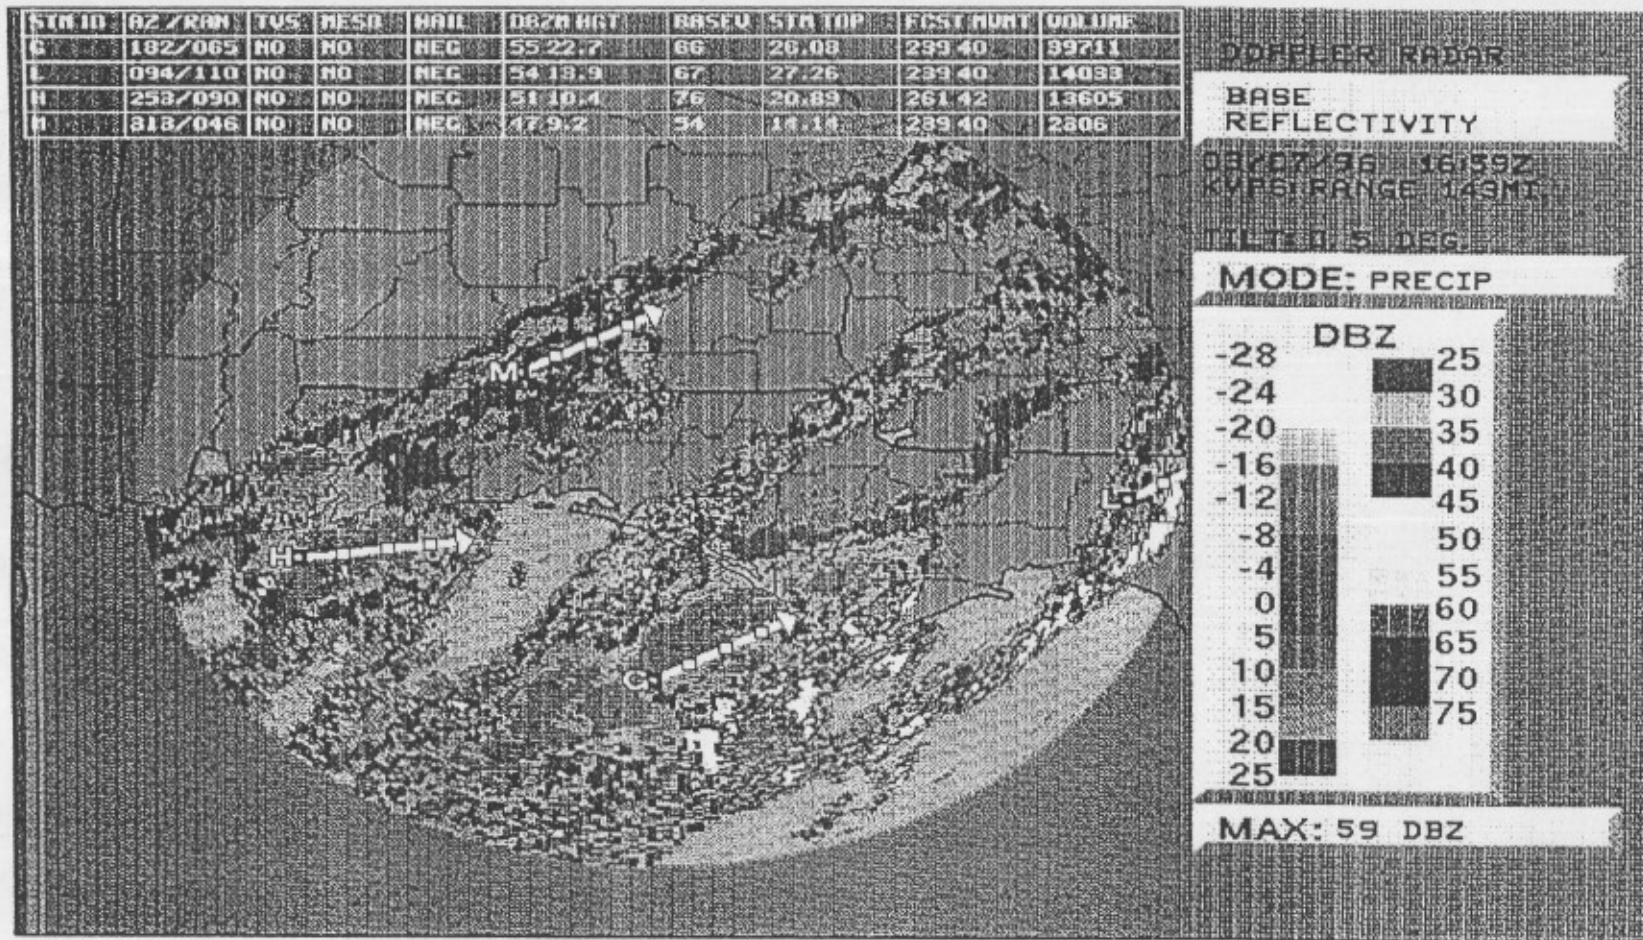 STM ID AZ/RAN TVS MESO HAIL DBZM HGT BASEV STM TOP FCST MVMT VOLUME
G 182/065 NO NO NEG 55 22.7 66 26.08 239 40 39711
L 094/110 NO NO NEG 54 13.9 67 27.26 239 40 14033
H 253/090 NO NO NEG 51 10.4 76 20.89 261 42 13605
M 313/046 NO NO NEG 47 9.2 54 14.14 239 40 2806
DOPPLER RADAR
BASE
REFLECTIVITY
16:59Z
RANGE 143MI.
TILT: 0.5 DEG.
MODE: PRECIP
DBZ
-28 25
-24 30
-20 35
-16 40
-12 45
-8 50
-4 55
0 60
5 65
10 70
15 75
20
25
MAX: 59 DBZ
M
H
G
L